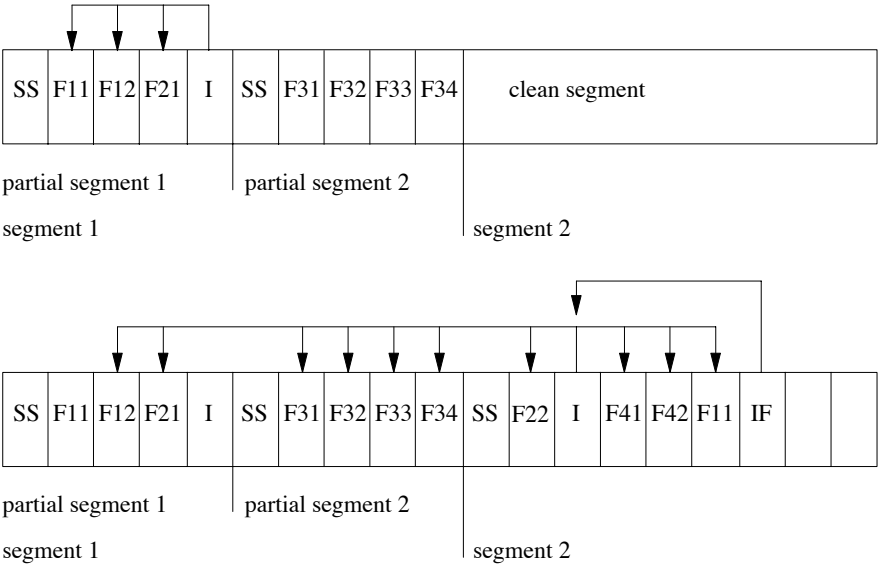 SS F11 F12 F21 I SS F31 F32 F33 F34 clean segment
partial segment 1 partial segment 2
segment 1 segment 2
SS F11 F12 F21 I SS F31 F32 F33 F34 SS F22 I F41 F42 F11 IF
partial segment 1 partial segment 2
segment 1 segment 2